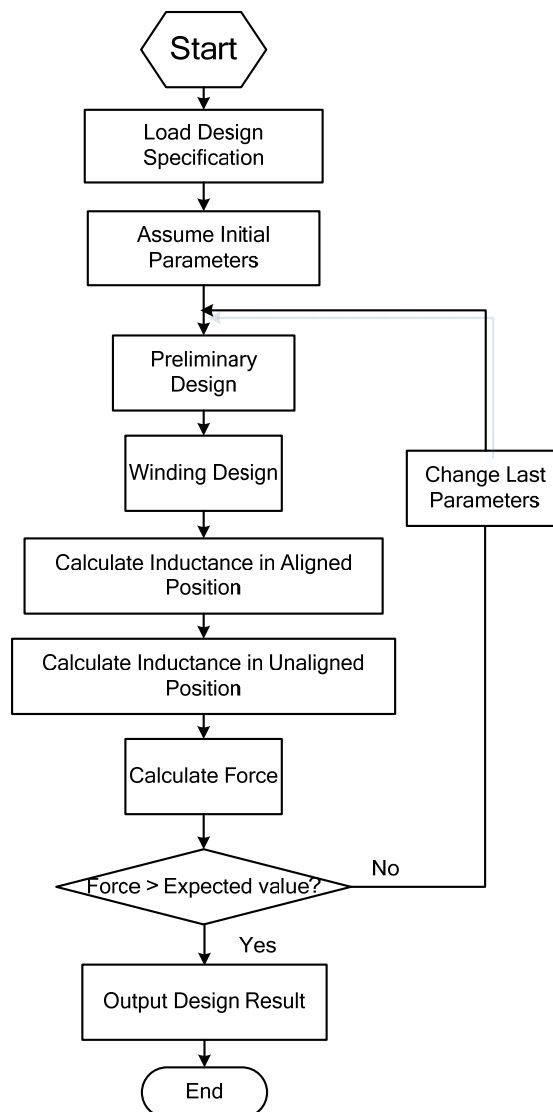 Start
Load Design
Specification
Assume Initial
Parameters
Preliminary
Design
Winding Design
Change Last
Parameters
Calculate Inductance in Aligned
Position
Calculate Inductance in Unaligned
Position
Calculate Force
Force > Expected value?
No
Yes
Output Design Result
End